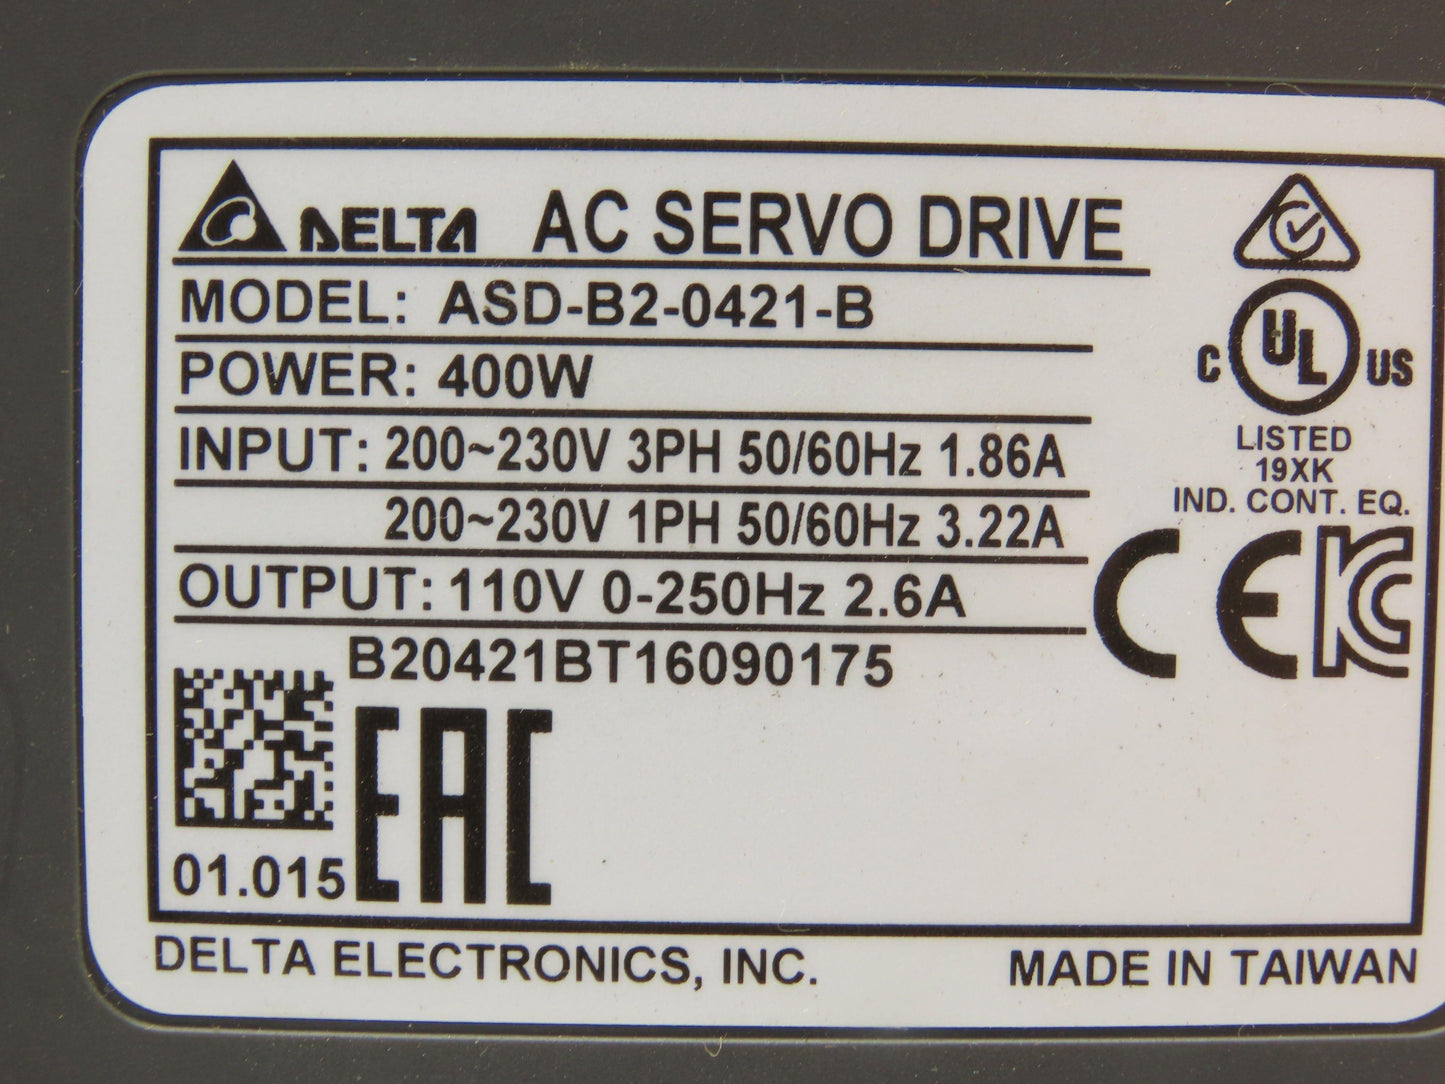 DELTA AC SERVO DRIVE
MODEL: ASD-B2-0421-B
POWER: 400W
INPUT: 200~230V 3PH 50/60Hz 1.86A
200~230V 1PH 50/60Hz 3.22A
OUTPUT: 110V 0-250Hz 2.6A
B20421BT16090175
01.015
EAC
C UL US
LISTED
19XK
IND. CONT. EQ.
CE KC
DELTA ELECTRONICS, INC. MADE IN TAIWAN